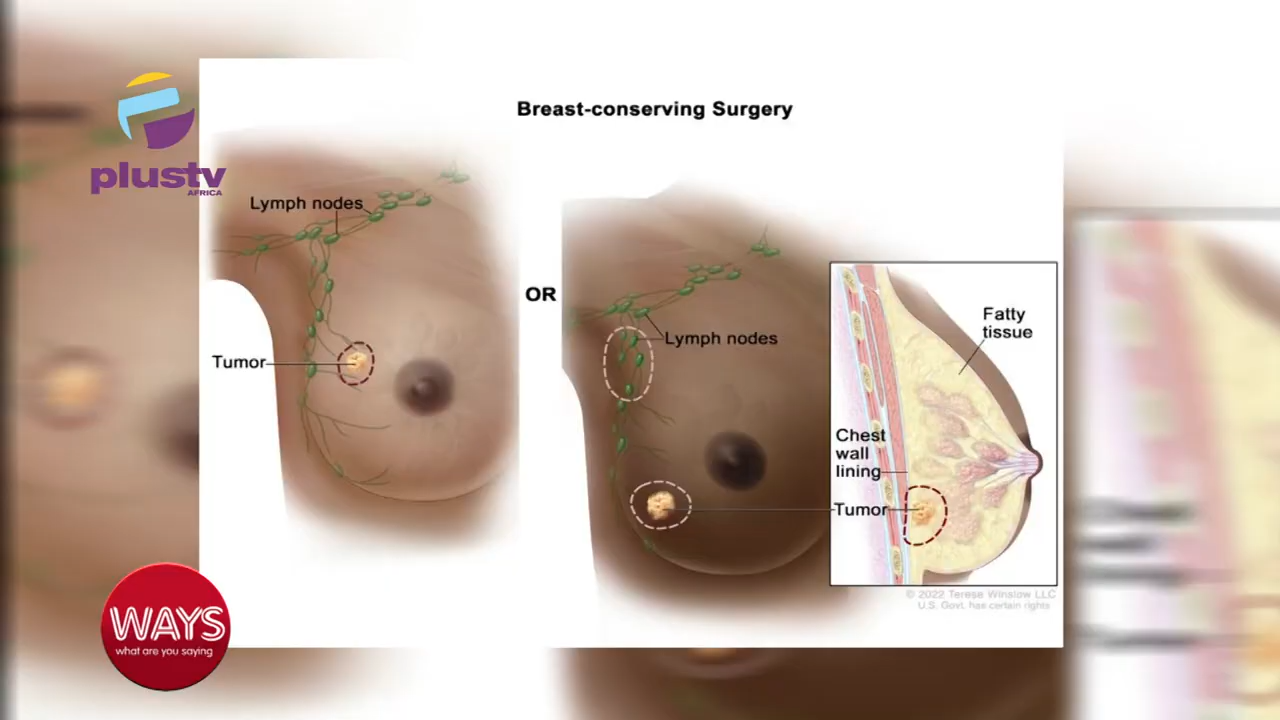 Breast-conserving Surgery
plustv
AFRICA
Lymph nodes
Tumor
OR
Lymph nodes
Fatty
tissue
Chest
wall
lining
Tumor
© 2022 Terese Winslow LLC
U.S. Govt. has certain rights
WAYS
what are you saying